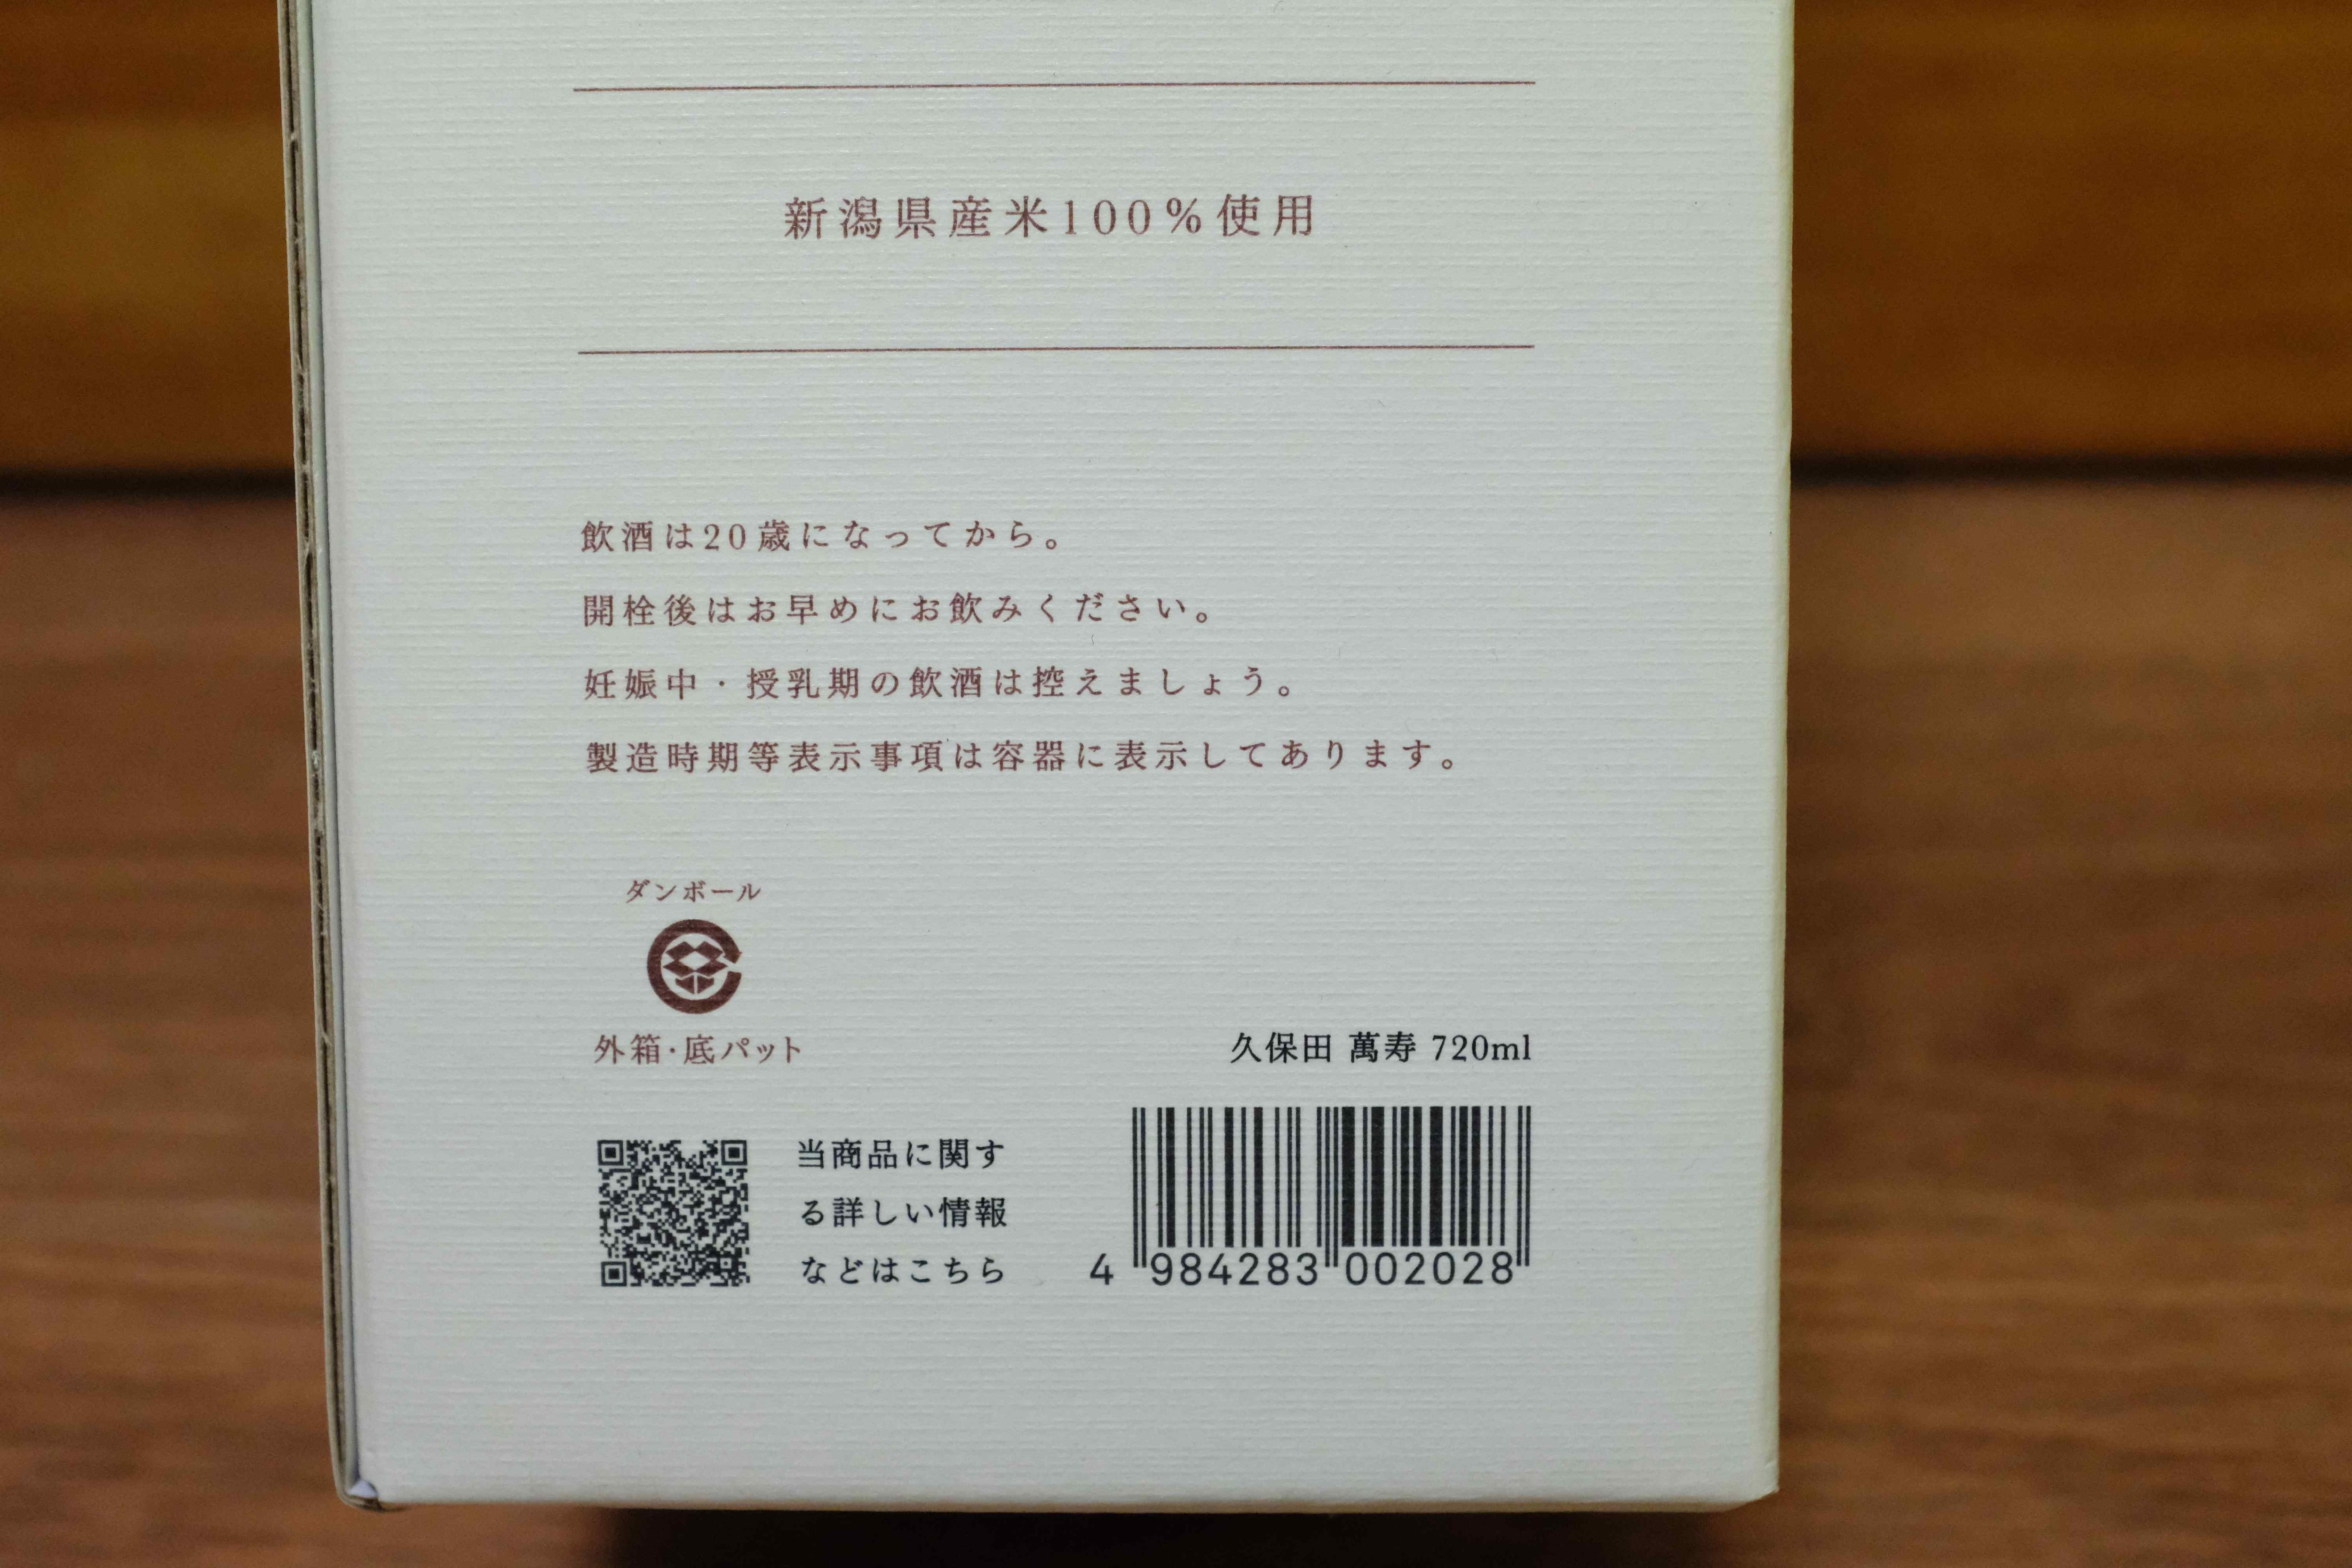 新潟県産米100%使用
飲酒は20歳になってから。
開栓後はお早めにお飲みください。
妊娠中・授乳期の飲酒は控えましょう。
製造時期等表示事項は容器に表示してあります。
ダンボール
外箱・底パット
久保田 萬寿 720ml
当商品に関す
る詳しい情報
などはこちら
4 984283 002028